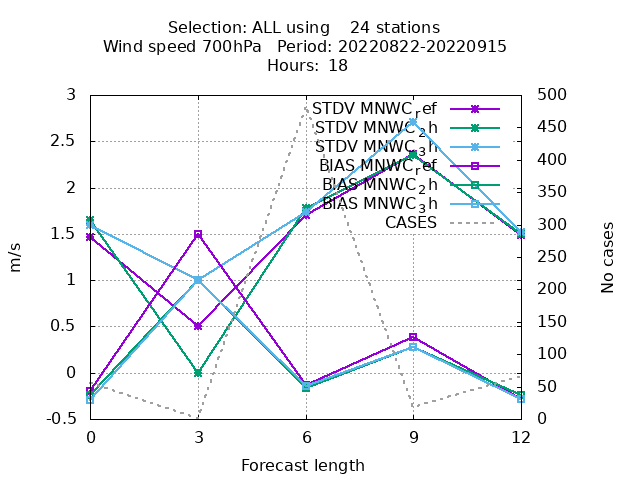 Selection: ALL using    24 stations
Wind speed 700hPa   Period: 20220822-20220915
Hours:  18
STDV MNWC_ref
STDV MNWC_2h
STDV MNWC_3h
BIAS MNWC_ref
BIAS MNWC_2h
BIAS MNWC_3h
CASES
3
2.5
2
1.5
1
0.5
0
-0.5
500
450
400
350
300
250
200
150
100
50
0
m/s
No cases
0 3 6 9 12
Forecast length